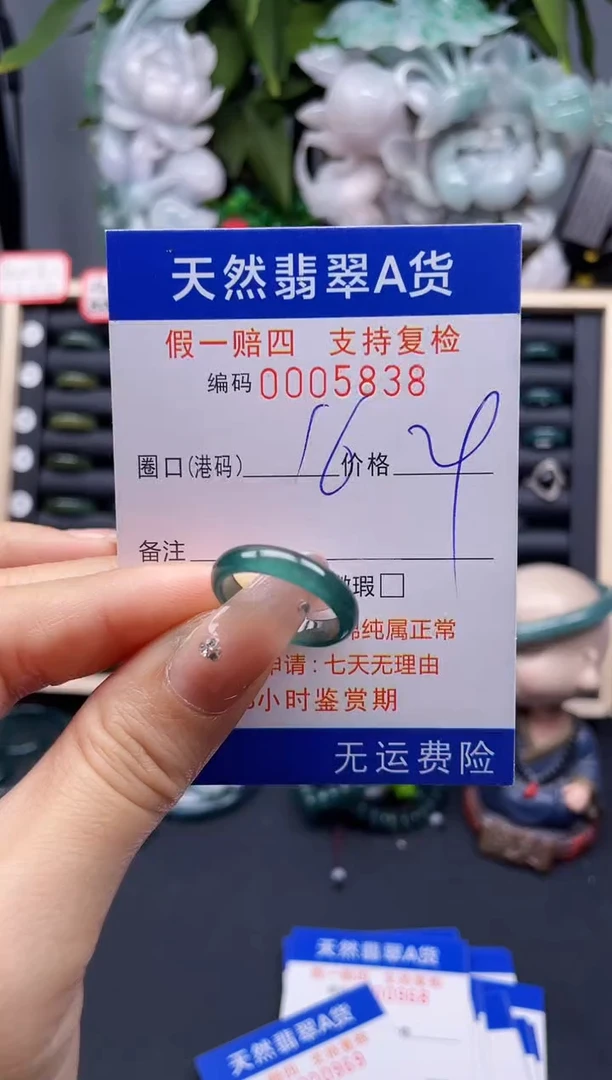 天然翡翠A货
假一赔四 支持复检
编码 0005838
圈口(港码) 16 价格
备注
瑕
纯属正常
申请:七天无理由
小时鉴赏期
无运费险
天然翡翠A货
天然翡翠A货